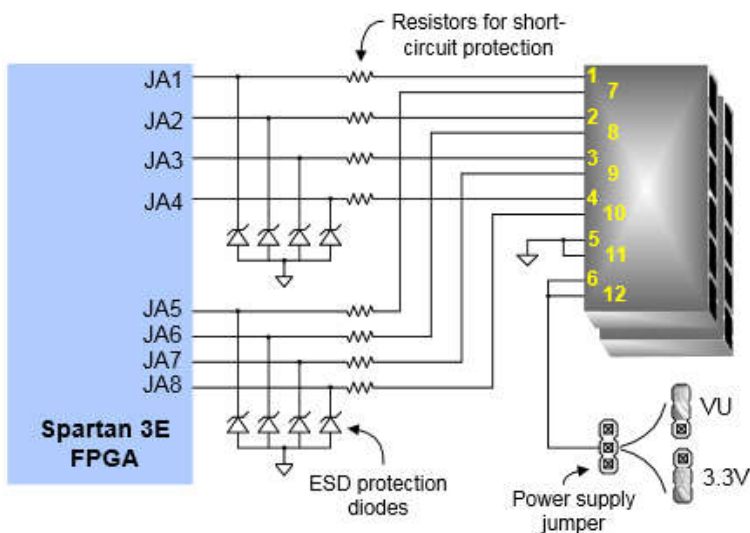 Resistors for short-
circuit protection
JA1
JA2
JA3
JA4
JA5
JA6
JA7
JA8
Spartan 3E
FPGA
1
7
2
8
3
9
4
10
5
11
6
12
ESD protection
diodes
Power supply
jumper
VU
3.3V